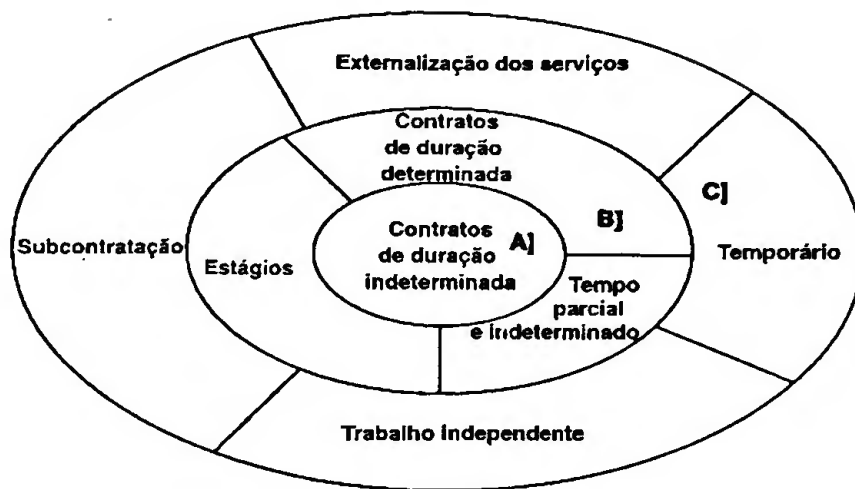 Externalização dos serviços
Contratos
de duração
determinada
C]
B]
Contratos
de duração
indeterminada
A]
Subcontratação
Estágios
Temporário
Tempo
parcial
e indeterminado
Trabalho independente